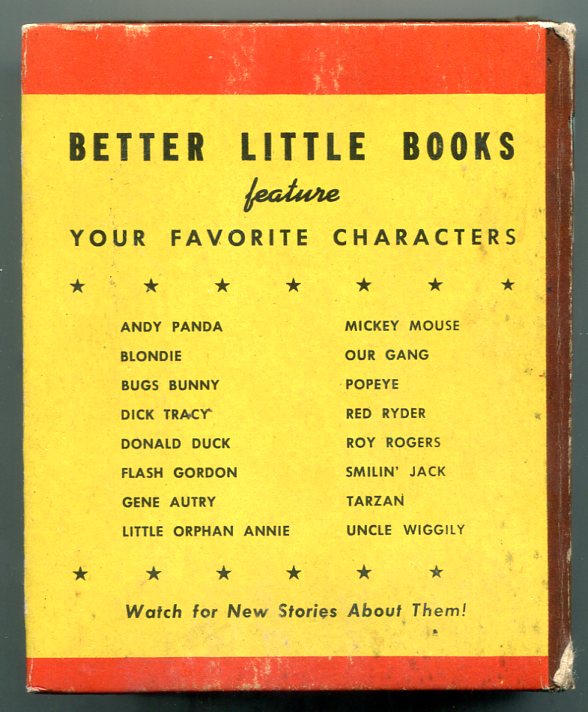 BETTER LITTLE BOOKS
feature
YOUR FAVORITE CHARACTERS
ANDY PANDA
BLONDIE
BUGS BUNNY
DICK TRACY
DONALD DUCK
FLASH GORDON
GENE AUTRY
LITTLE ORPHAN ANNIE
MICKEY MOUSE
OUR GANG
POPEYE
RED RYDER
ROY ROGERS
SMILIN' JACK
TARZAN
UNCLE WIGGILY
Watch for New Stories About Them!